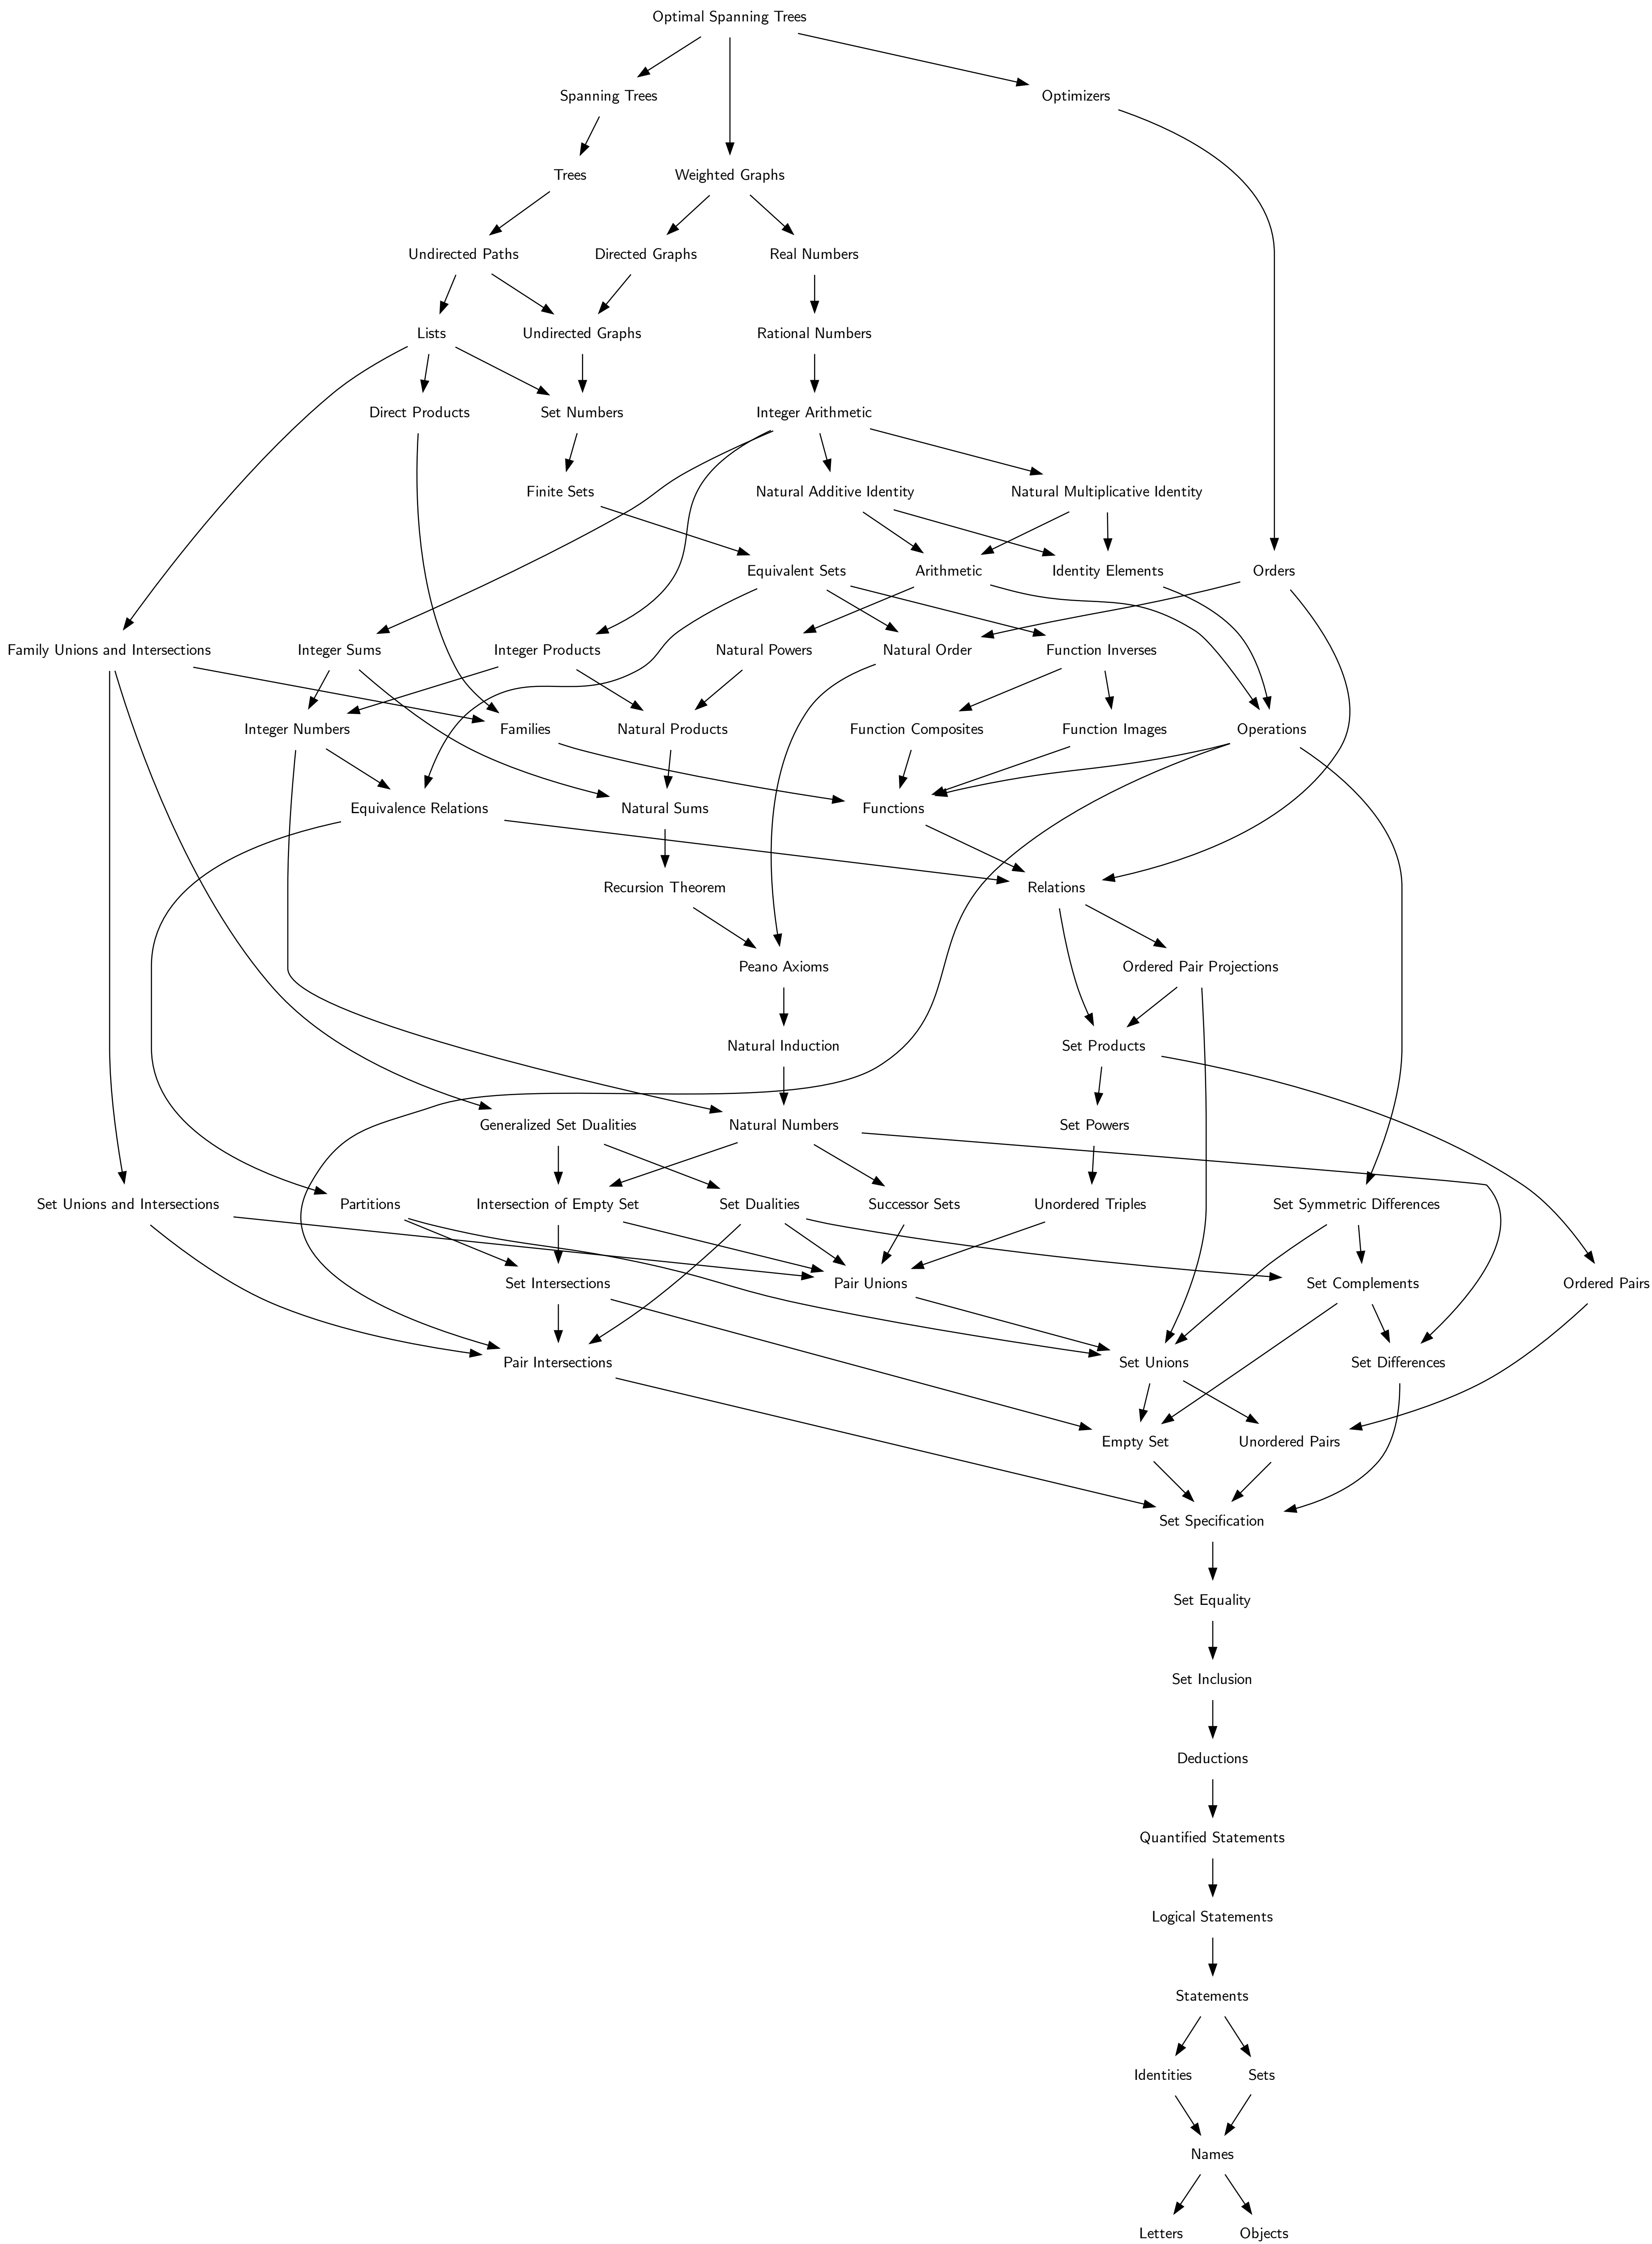 Optimal Spanning Trees
Spanning Trees
Optimizers
Trees
Weighted Graphs
Undirected Paths
Directed Graphs
Real Numbers
Lists
Undirected Graphs
Rational Numbers
Direct Products
Set Numbers
Integer Arithmetic
Finite Sets
Natural Additive Identity
Natural Multiplicative Identity
Equivalent Sets
Arithmetic
Identity Elements
Orders
Family Unions and Intersections
Integer Sums
Integer Products
Natural Powers
Natural Order
Function Inverses
Integer Numbers
Families
Natural Products
Function Composites
Function Images
Operations
Equivalence Relations
Natural Sums
Functions
Recursion Theorem
Relations
Peano Axioms
Ordered Pair Projections
Natural Induction
Set Products
Generalized Set Dualities
Natural Numbers
Set Powers
Set Unions and Intersections
Partitions
Intersection of Empty Set
Set Dualities
Successor Sets
Unordered Triples
Set Symmetric Differences
Set Intersections
Pair Unions
Set Complements
Ordered Pairs
Pair Intersections
Set Unions
Set Differences
Empty Set
Unordered Pairs
Set Specification
Set Equality
Set Inclusion
Deductions
Quantified Statements
Logical Statements
Statements
Identities
Sets
Names
Letters
Objects